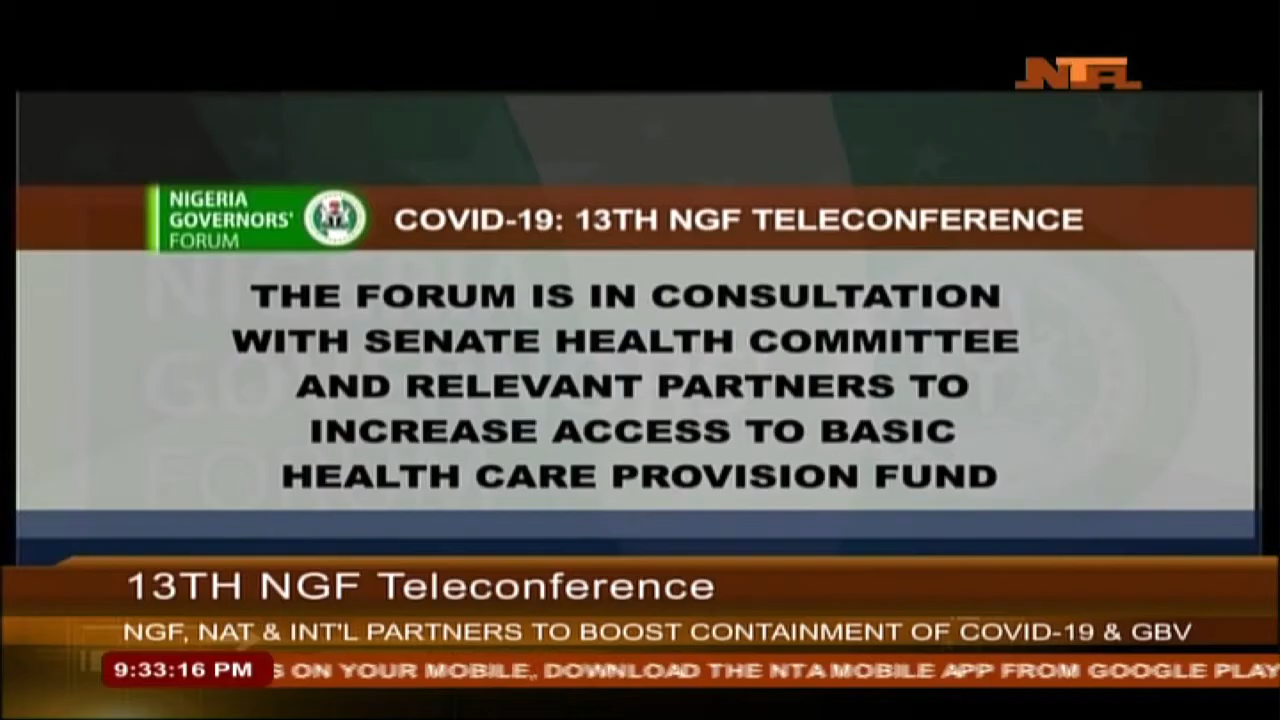 NTA
NIGERIA
GOVERNORS'
FORUM
COVID-19: 13TH NGF TELECONFERENCE
THE FORUM IS IN CONSULTATION
WITH SENATE HEALTH COMMITTEE
AND RELEVANT PARTNERS TO
INCREASE ACCESS TO BASIC
HEALTH CARE PROVISION FUND
13TH NGF Teleconference
NGF, NAT & INT'L PARTNERS TO BOOST CONTAINMENT OF COVID-19 & GBV
9:33:16 PM
S ON YOUR MOBILE, DOWNLOAD THE NTA MOBILE APP FROM GOOGLE PLAY